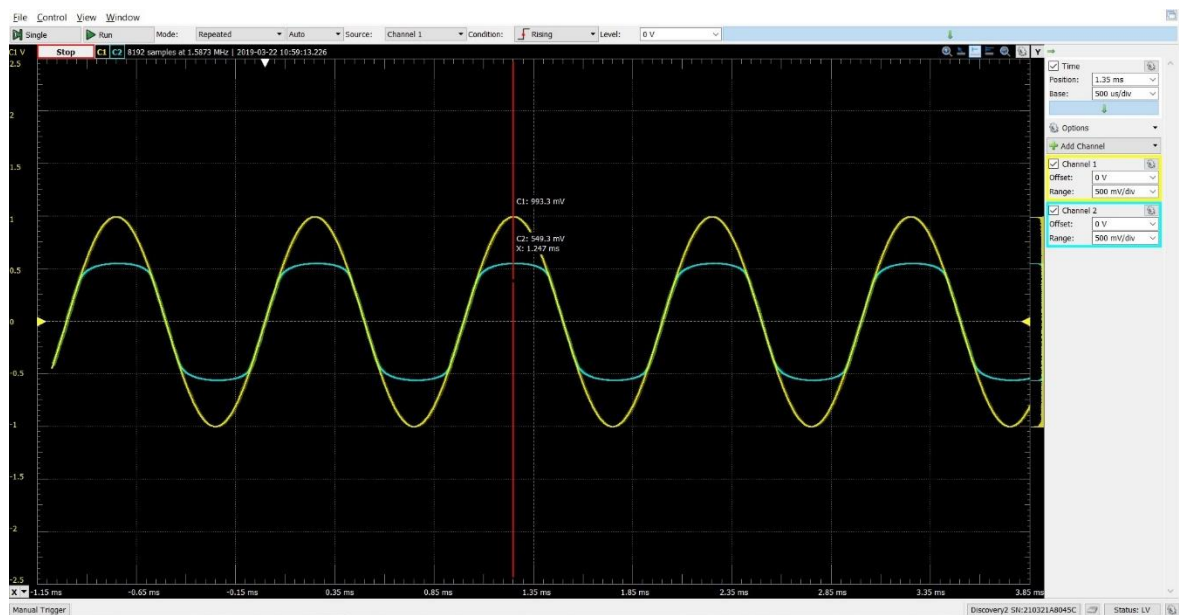 File Control View Window
Single Run Mode: Repeated Auto Source: Channel 1 Condition: Rising Level: 0 V
C1 V Stop C1 C2 8192 samples at 1.5873 MHz | 2019-03-22 10:59:13.226 Y
2.5
2
1.5
1
0.5
0
-0.5
-1
-1.5
-2
-2.5
C1: 993.3 mV
C2: 549.3 mV
X: 1.247 ms
X -1.15 ms -0.65 ms -0.15 ms 0.35 ms 0.85 ms 1.35 ms 1.85 ms 2.35 ms 2.85 ms 3.35 ms 3.85 ms
Time
Position: 1.35 ms
Base: 500 us/div
Options
Add Channel
Channel 1
Offset: 0 V
Range: 500 mV/div
Channel 2
Offset: 0 V
Range: 500 mV/div
Manual Trigger Discovery2 SN:210321A8045C Status: LV